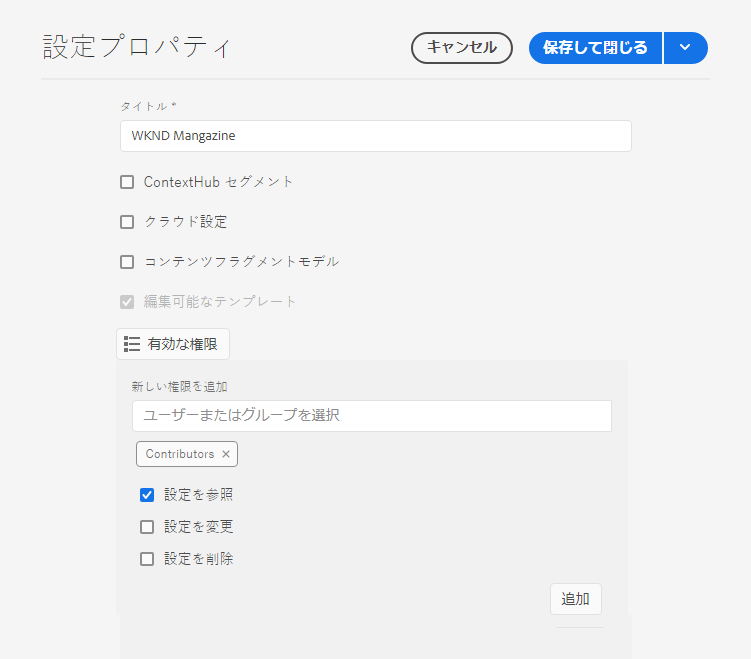 設定プロパティ
キャンセル
保存して閉じる
タイトル *
WKND Mangazine
ContextHub セグメント
クラウド設定
コンテンツフラグメントモデル
編集可能なテンプレート
有効な権限
新しい権限を追加
ユーザーまたはグループを選択
Contributors ×
設定を参照
設定を変更
設定を削除
追加